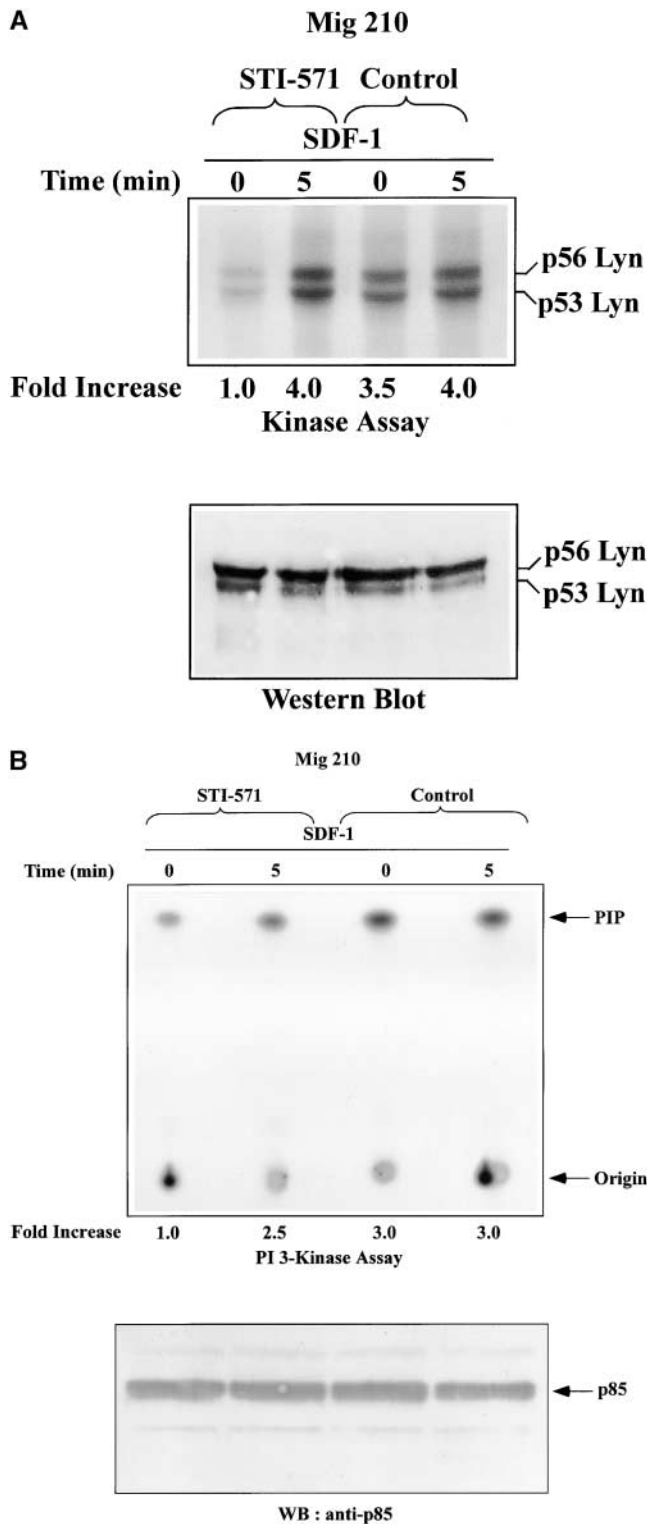 A
Mig 210
STI-571 Control
SDF-1
Time (min) 0 5 0 5
p56 Lyn
p53 Lyn
Fold Increase 1.0 4.0 3.5 4.0
Kinase Assay
p56 Lyn
p53 Lyn
Western Blot
B
Mig 210
STI-571 Control
SDF-1
Time (min) 0 5 0 5
PIP
Origin
Fold Increase 1.0 2.5 3.0 3.0
PI 3-Kinase Assay
p85
WB : anti-p85